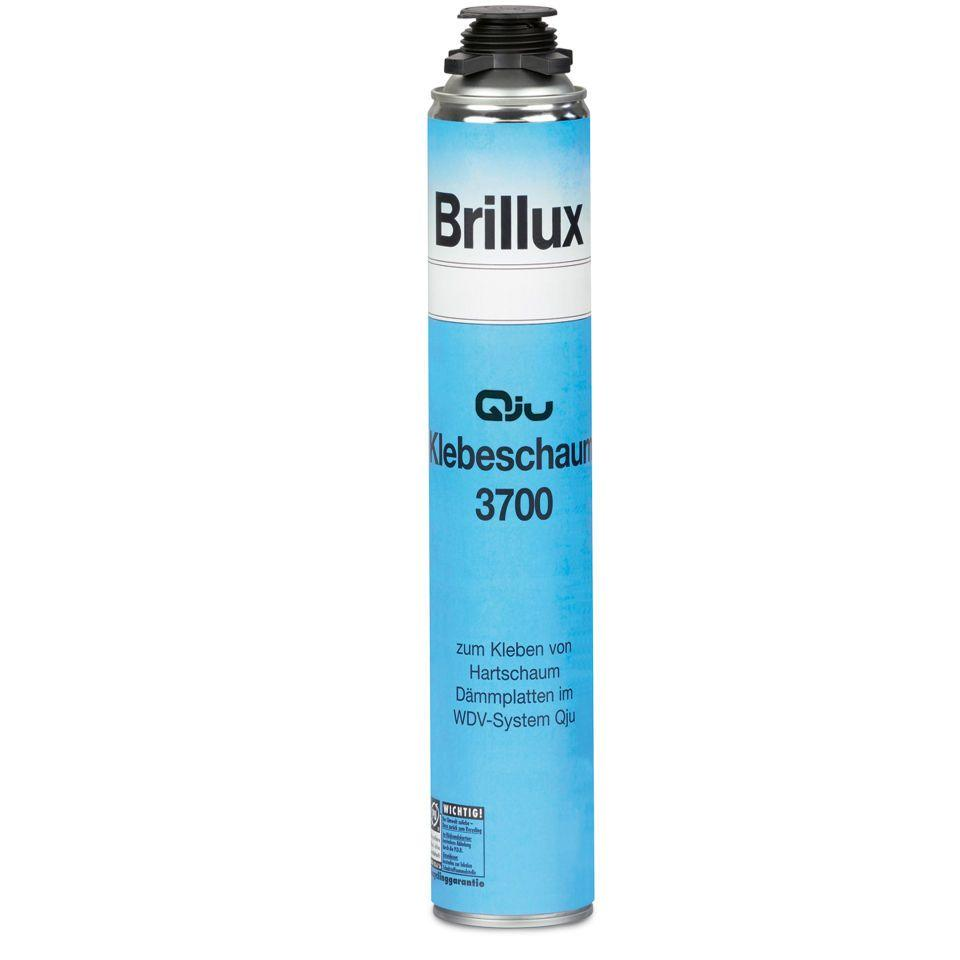 Brillux
Qju
Klebeschaum
3700
zum Kleben von
Hartschaum
Dämmplatten im
WDV-System Qju
WICHTIG!